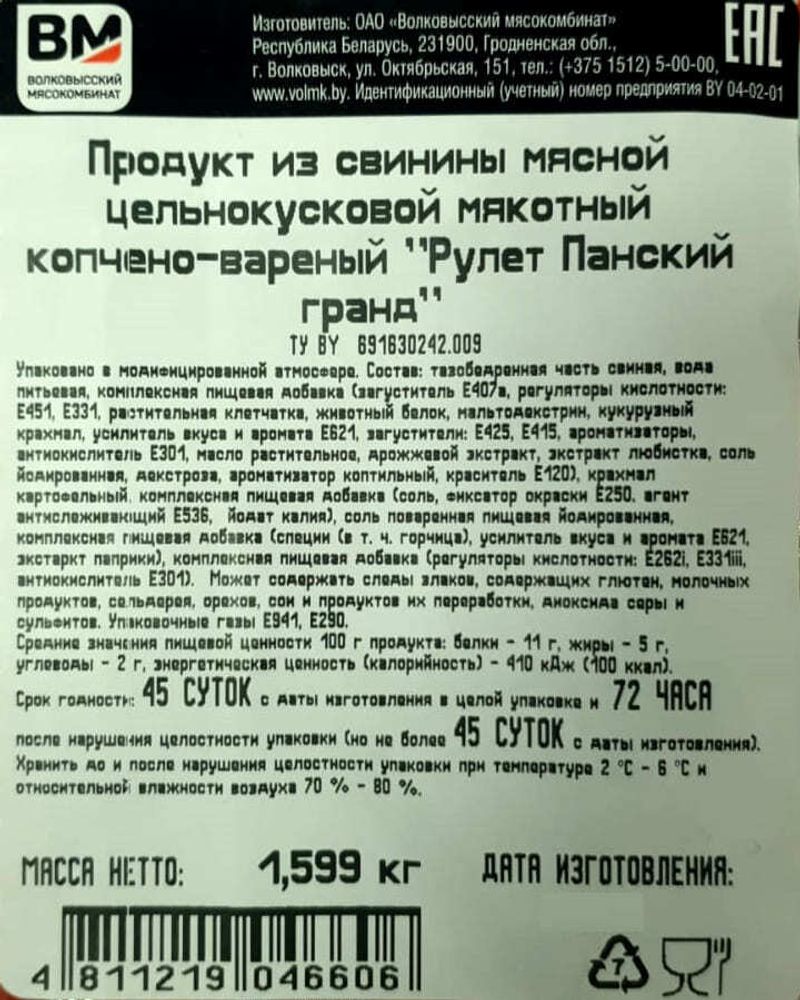 ВМ
ВОЛКОВЫССКИЙ
МЯСОКОМБИНАТ
Изготовитель: ОАО «Волковысский мясокомбинат»
Республика Беларусь, 231900, Гродненская обл.,
г. Волковыск, ул. Октябрьская, 151, тел.: (+375 1512) 5-00-00,
www.volmk.by. Идентификационный (учетный) номер предприятия BY 04-02-01
ЕАС
Продукт из свинины мясной
цельнокусковой мякотный
копчено-вареный "Рулет Панский
гранд"
ТУ BY 691630242.009
Упаковано в модифицированной атмосфере. Состав: тазобедренная часть свиная, вода
питьевая, комплексная пищевая добавка (загуститель Е407а, регуляторы кислотности:
Е451, Е331, растительная клетчатка, животный белок, мальтодекстрин, кукурузный
крахмал, усилитель вкуса и аромата Е621, загустители: Е425, Е415, ароматизаторы,
антиокислитель Е301, масло растительное, дрожжевой экстракт, экстракт любистка, соль
йодированная, декстроза, ароматизатор коптильный, краситель Е120), крахмал
картофельный, комплексная пищевая добавка (соль, фиксатор окраски Е250, агент
антислеживающий Е536, йодат калия), соль поваренная пищевая йодированная,
комплексная пищевая добавка (специи (в т. ч. горчица), усилитель вкуса и аромата Е621,
экстаркт паприки), комплексная пищевая добавка (регуляторы кислотности: Е262i, Е331iii,
антиокислитель Е301). Может содержать следы злаков, содержащих глютен, молочных
продуктов, сельдерея, орехов, сои и продуктов их переработки, диоксида серы и
сульфитов. Упаковочные газы Е941, Е290.
Средние значения пищевой ценности 100 г продукта: белки - 11 г, жиры - 5 г,
углеводы - 2 г, энергетическая ценность (калорийность) - 410 кДж (100 ккал).
Срок годности: 45 СУТОК с даты изготовления в целой упаковке и 72 ЧАСА
после нарушения целостности упаковки (но не более 45 СУТОК с даты изготовления).
Хранить до и после нарушения целостности упаковки при температуре 2 °С - 6 °С и
относительной влажности воздуха 70 % - 80 %.
МАССА НЕТТО: 1,599 кг ДАТА ИЗГОТОВЛЕНИЯ:
4 811219 046606
7